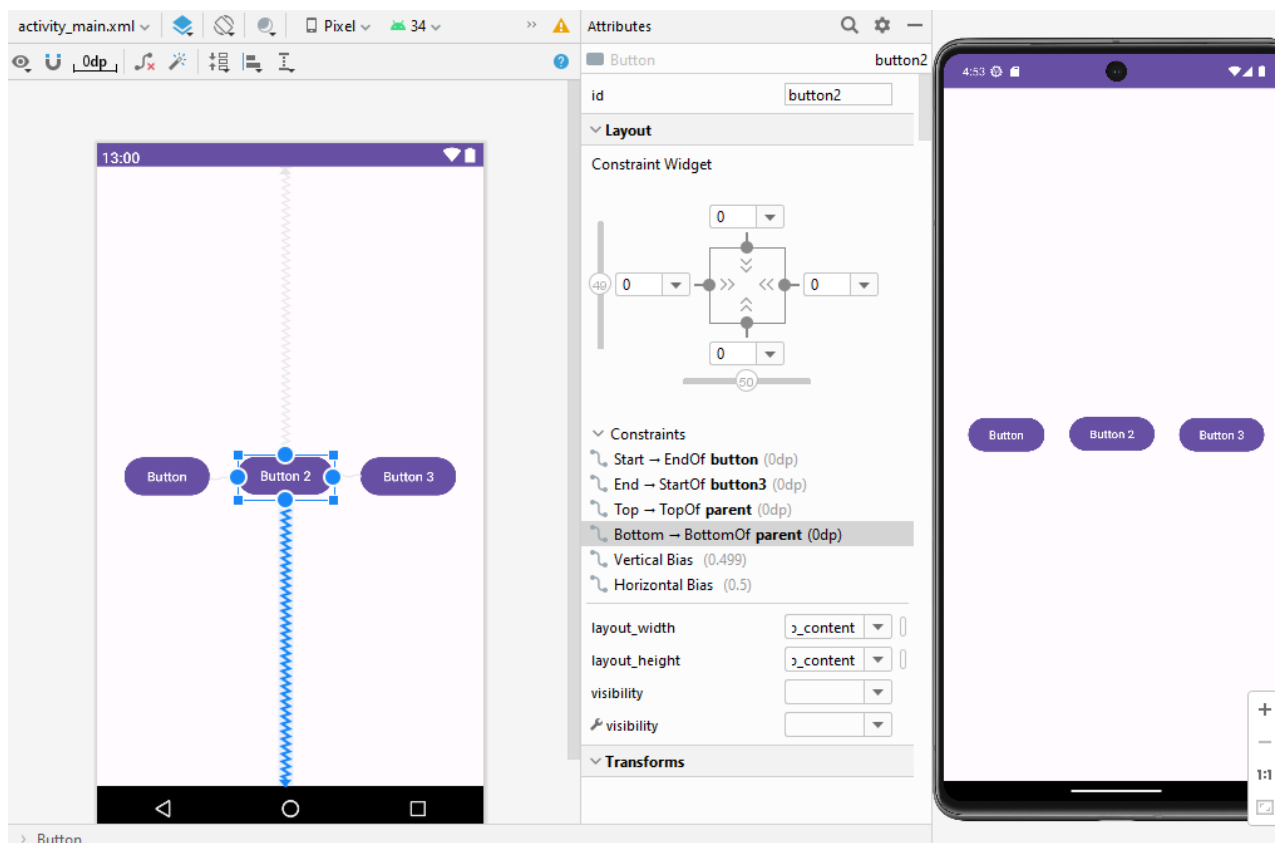 activity_main.xml
Pixel
34
»
0dp
?
13:00
Button
Button 2
Button 3
Button
Attributes
Button
button2
id
button2
Layout
Constraint Widget
0
49
0
0
0
50
Constraints
Start → EndOf button (0dp)
End → StartOf button3 (0dp)
Top → TopOf parent (0dp)
Bottom → BottomOf parent (0dp)
Vertical Bias (0.499)
Horizontal Bias (0.5)
layout_width
_content
layout_height
_content
visibility
visibility
Transforms
4:53
Button
Button 2
Button 3
+
−
1:1